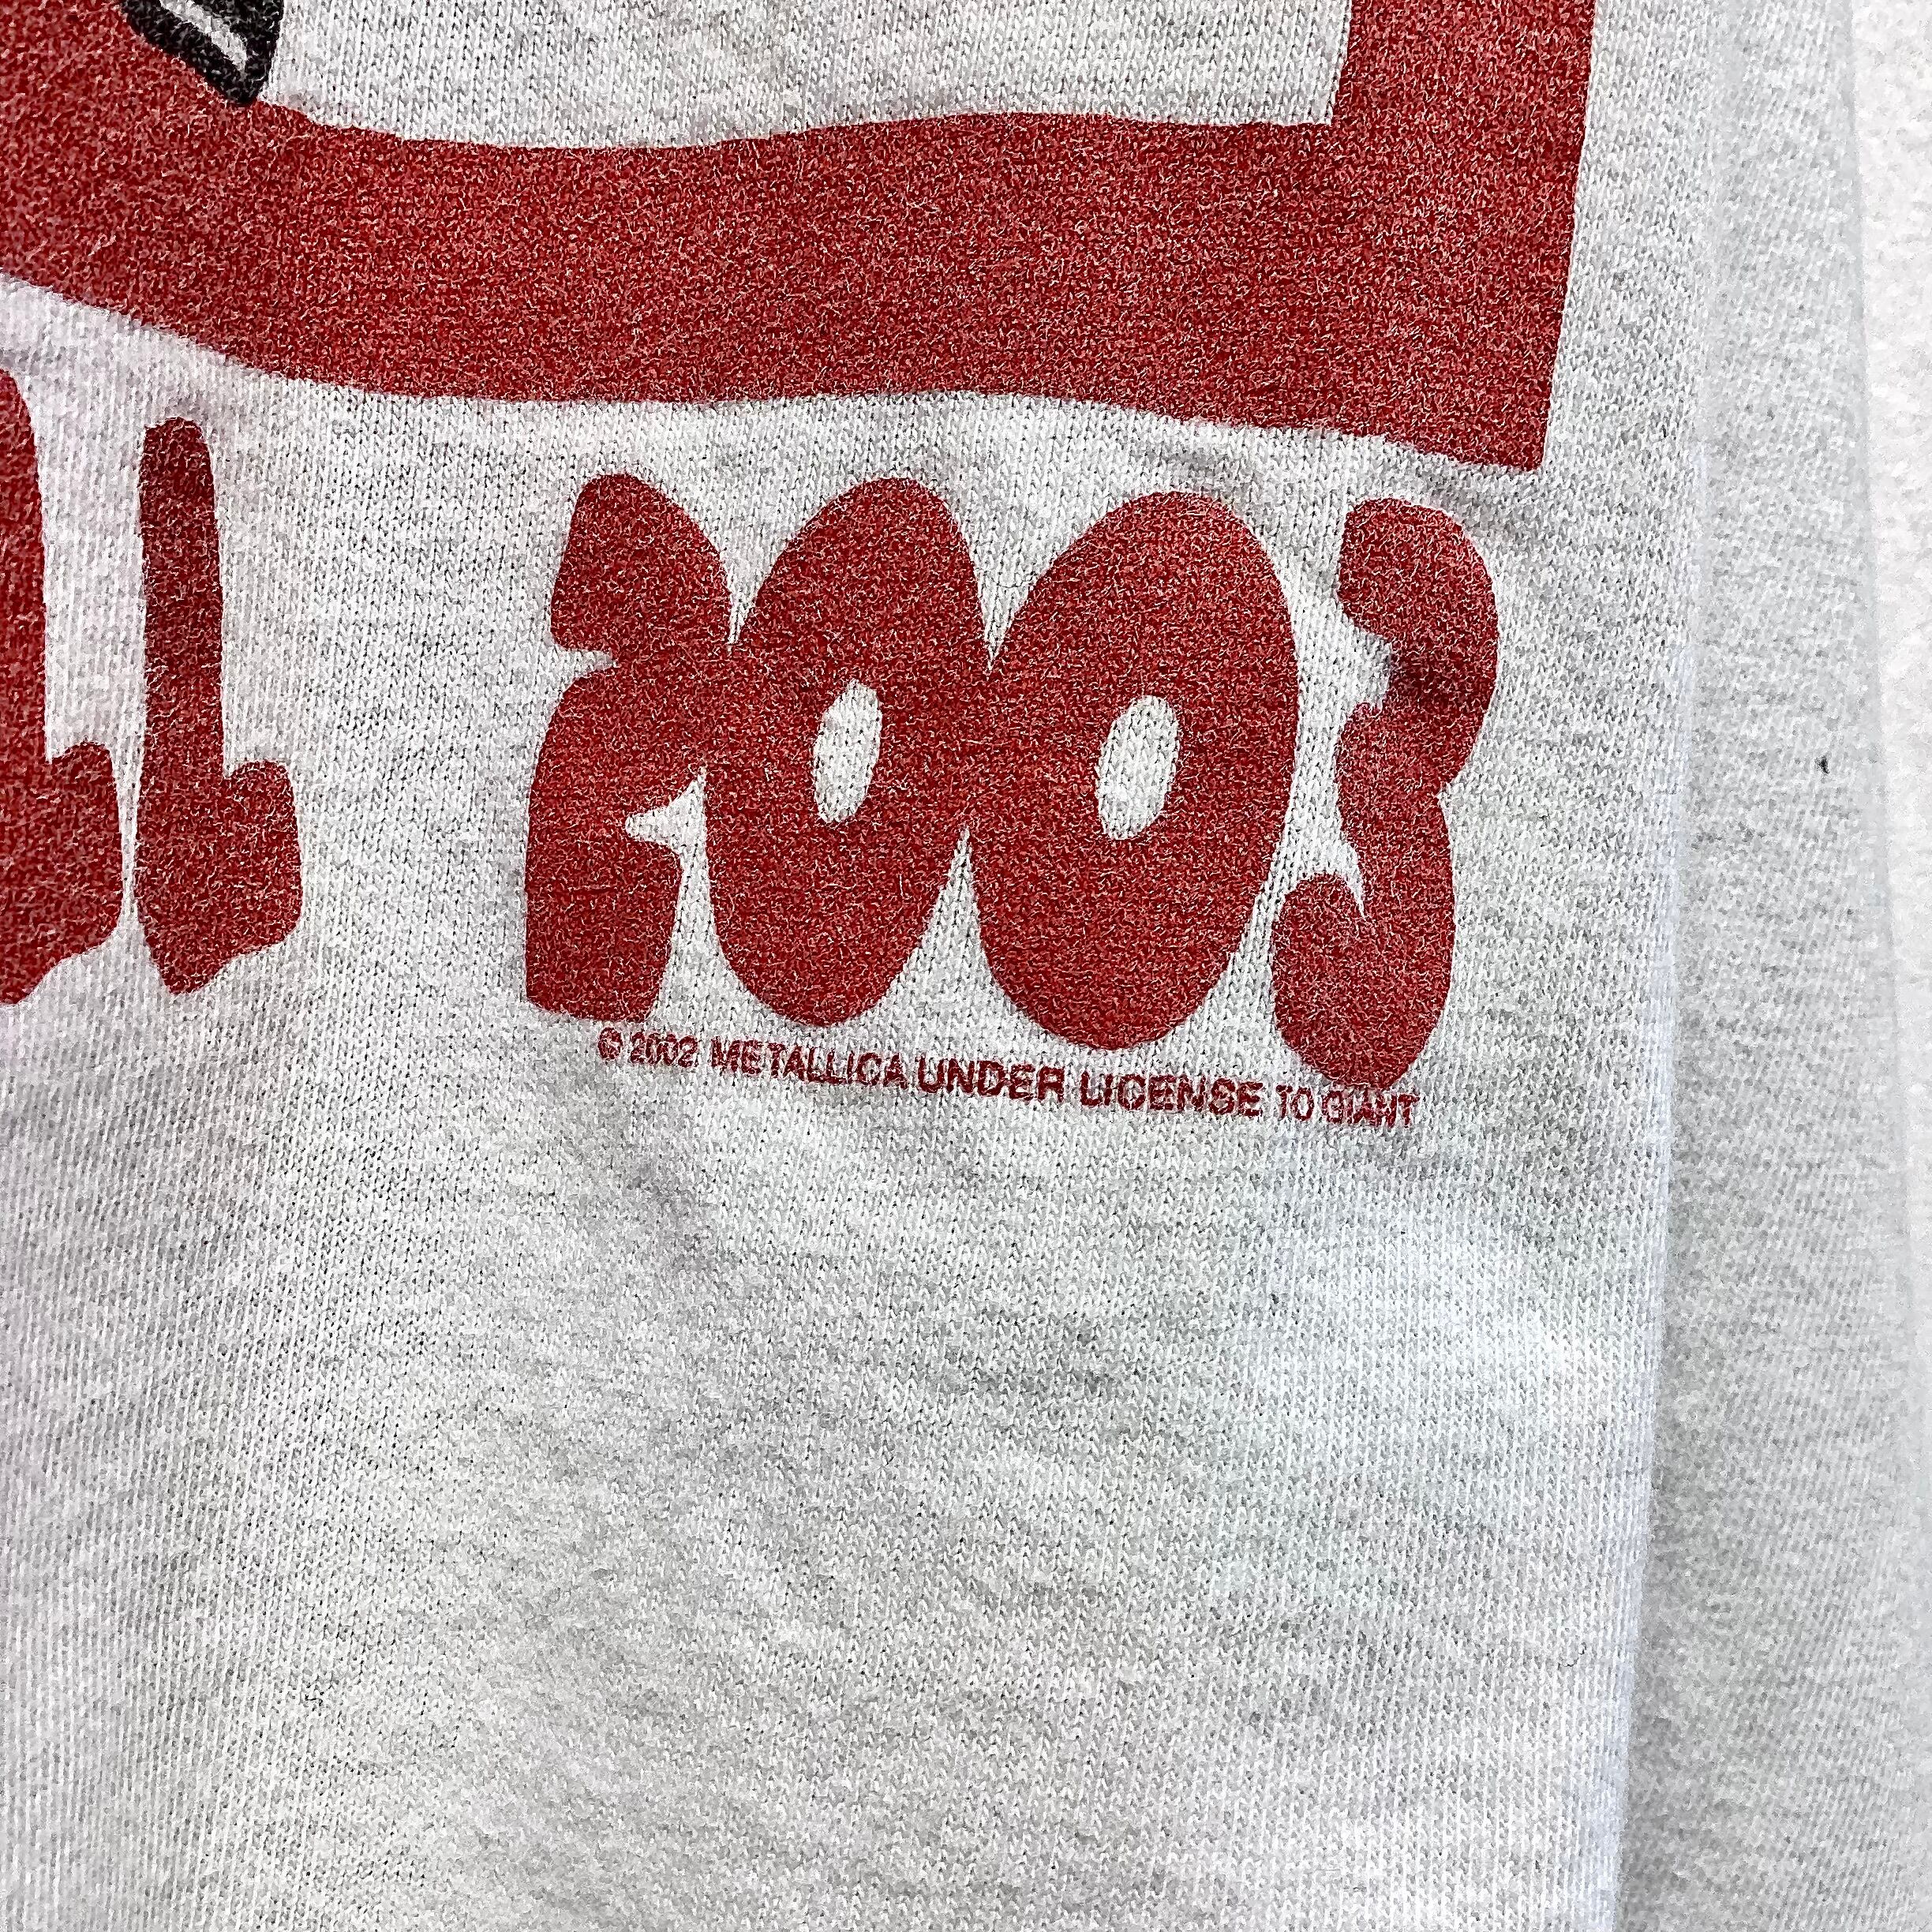 2003
© 2002 METALLICA UNDER LICENSE TO GIANT